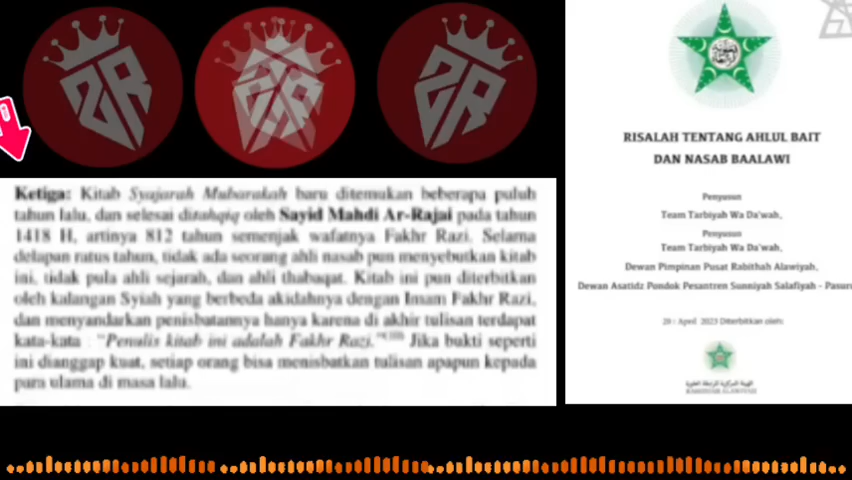 SR
SR
SR
Ketiga: Kitab Syajarah Mubarakah baru ditemukan beberapa puluh
tahun lalu, dan selesai ditahqiq oleh Sayid Mahdi Ar-Rajai pada tahun
1418 H, artinya 812 tahun semenjak wafatnya Fakhr Razi. Selama
delapan ratus tahun, tidak ada seorang ahli nasab pun menyebutkan kitab
ini, tidak pula ahli sejarah, dan ahli thabaqat. Kitab ini pun diterbitkan
oleh kalangan Syiah yang berbeda akidahnya dengan Imam Fakhr Razi,
dan menyandarkan penisbatannya hanya karena di akhir tulisan terdapat
kata-kata : "Penulis kitab ini adalah Fakhr Razi." Jika bukti seperti
ini dianggap kuat, setiap orang bisa menisbatkan tulisan apapun kepada
para ulama di masa lalu.
RISALAH TENTANG AHLUL BAIT
DAN NASAB BAALAWI
Penyusun
Team Tarbiyah Wa Da'wah,
Penyusun
Team Tarbiyah Wa Da'wah,
Dewan Pimpinan Pusat Rabithah Alawiyah,
Dewan Asatidz Pondok Pesantren Sunniyah Salafiyah - Pasuru
20 : April 2023 Diterbitkan oleh:
RABITHAH ALAWIYAH